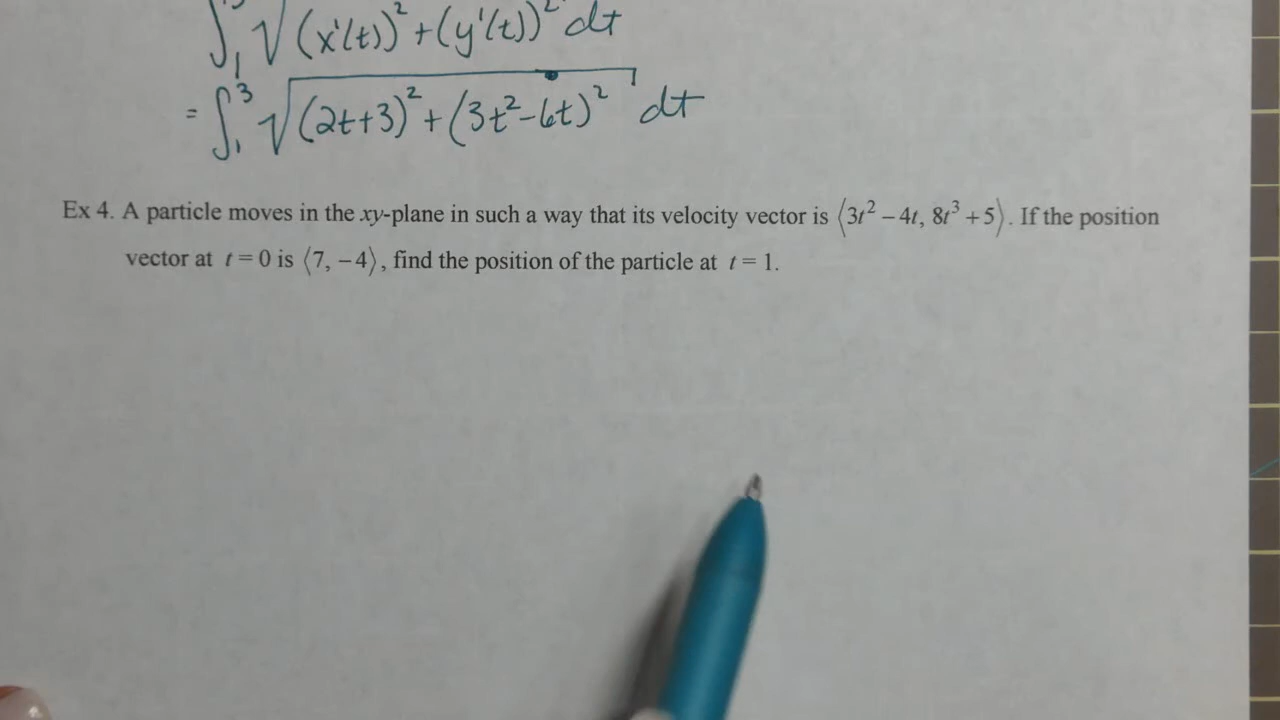 ∫₁ √(x'(t))² + (y'(t))² dt
= ∫₁³ √(2t+3)² + (3t²-6t)² dt
Ex 4. A particle moves in the xy-plane in such a way that its velocity vector is ⟨3t² − 4t, 8t³ + 5⟩. If the position
vector at t = 0 is ⟨7, −4⟩, find the position of the particle at t = 1.